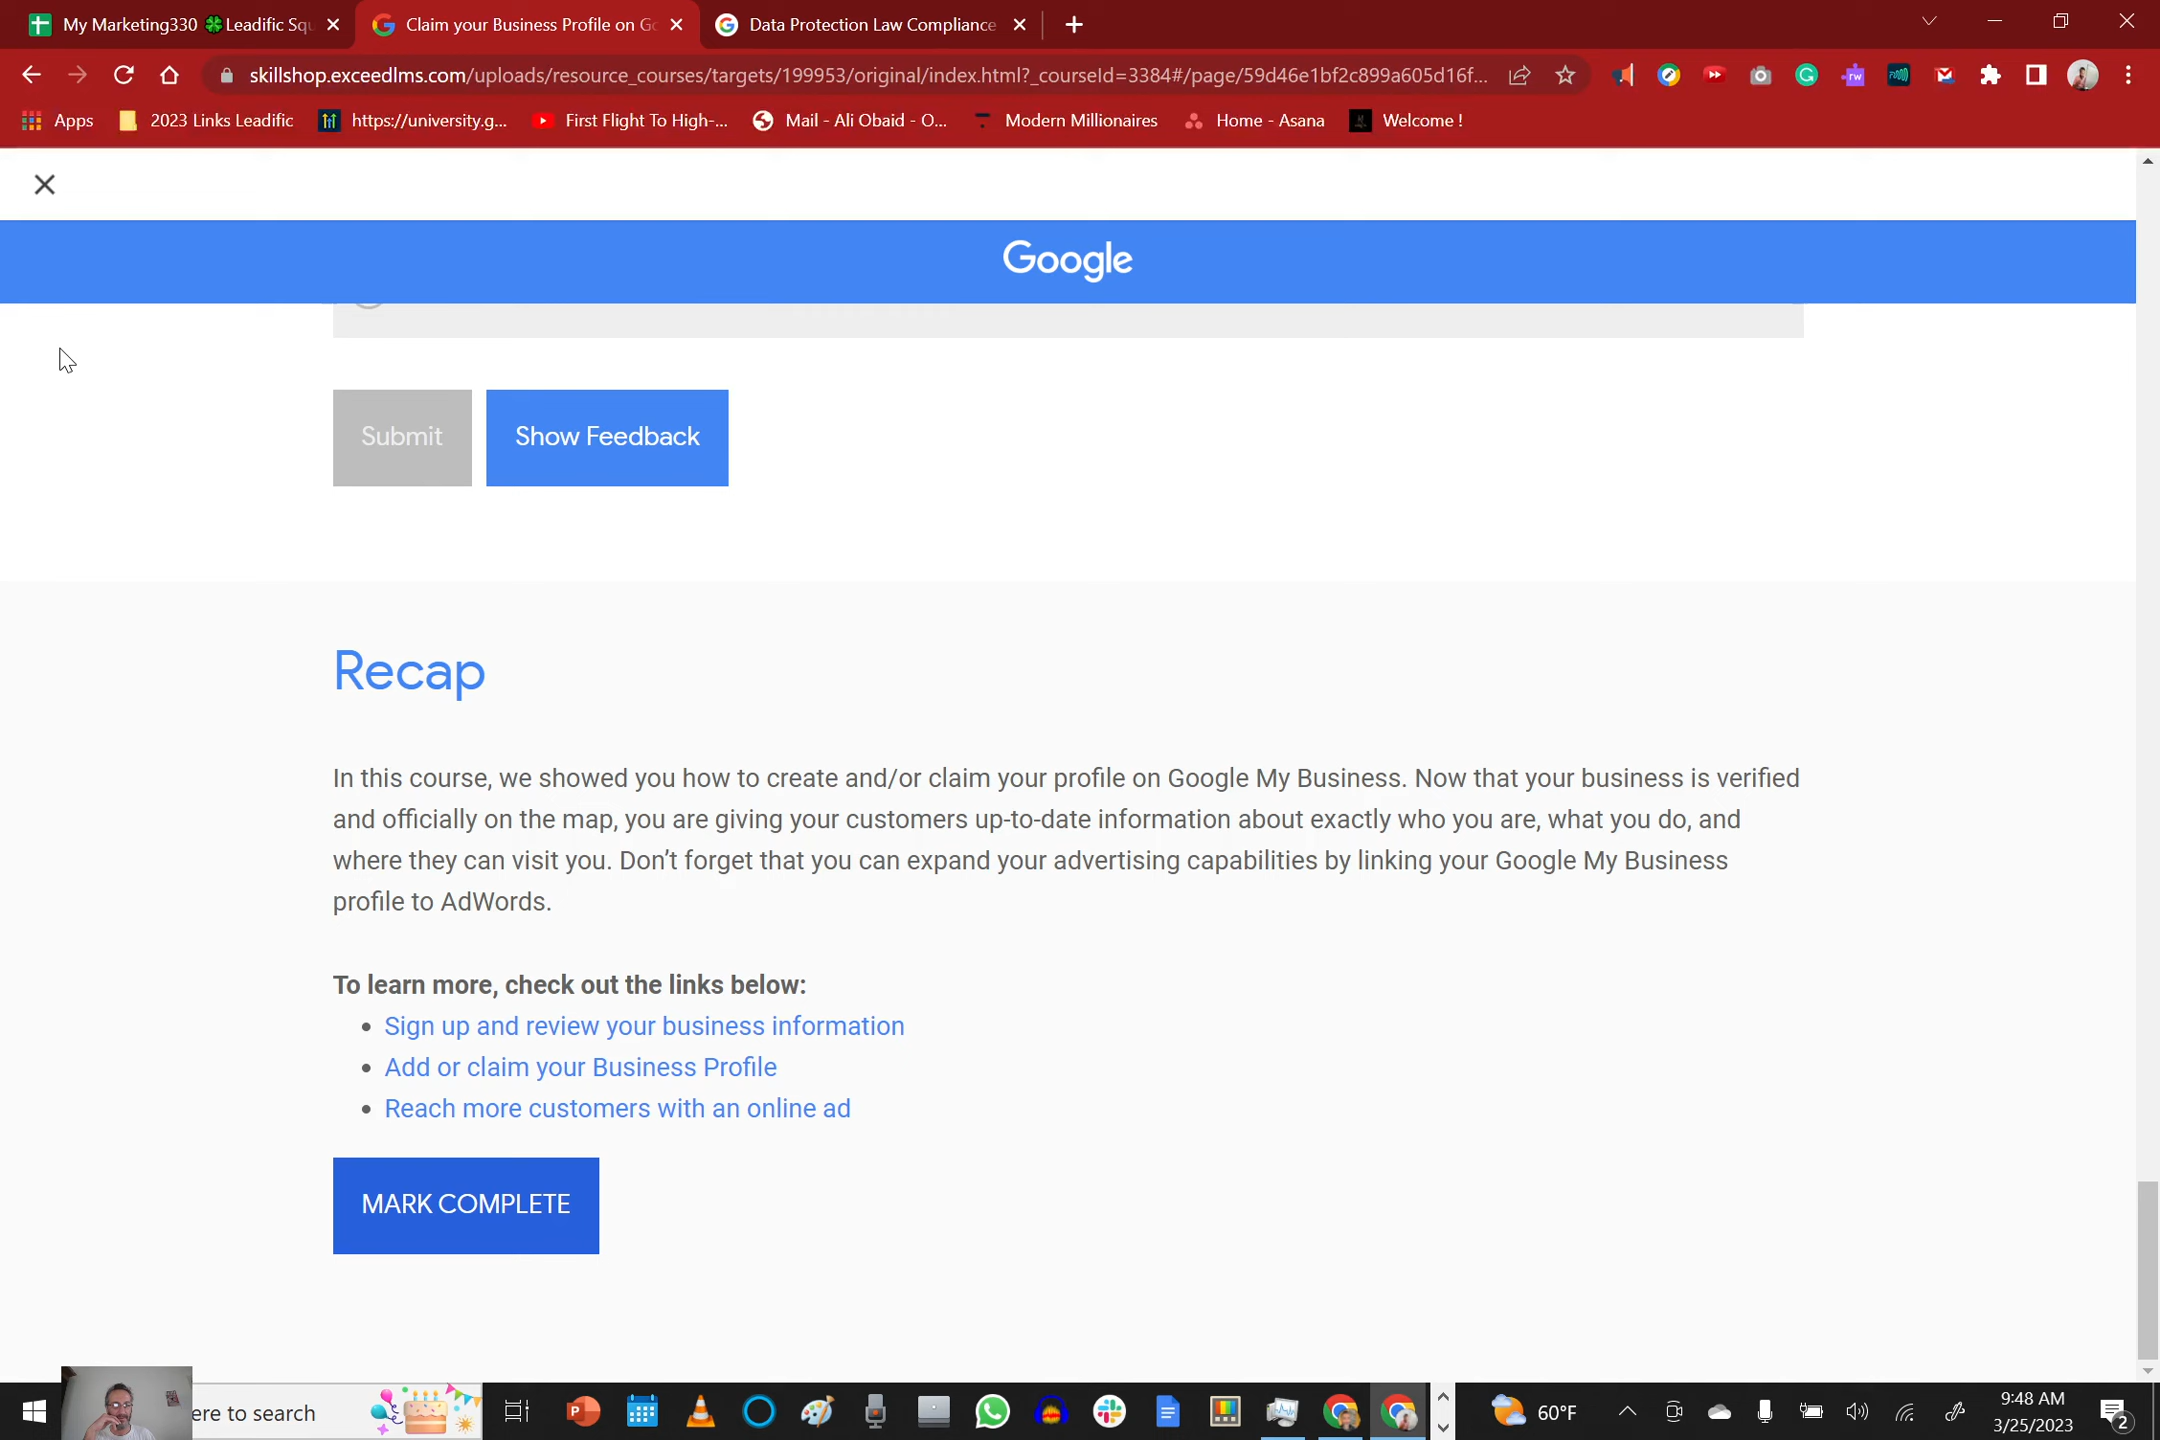 My Marketing330 🍀Leadific Squ
Claim your Business Profile on Go
Data Protection Law Compliance
skillshop.exceedlms.com/uploads/resource_courses/targets/199953/original/index.html?_courseId=3384#/page/59d46e1bf2c899a605d16f...
Apps
2023 Links Leadific
https://university.g...
First Flight To High-...
Mail - Ali Obaid - O...
Modern Millionaires
Home - Asana
Welcome !
Google
Submit
Show Feedback
Recap
In this course, we showed you how to create and/or claim your profile on Google My Business. Now that your business is verified
and officially on the map, you are giving your customers up-to-date information about exactly who you are, what you do, and
where they can visit you. Don’t forget that you can expand your advertising capabilities by linking your Google My Business
profile to AdWords.
To learn more, check out the links below:
• Sign up and review your business information
• Add or claim your Business Profile
• Reach more customers with an online ad
MARK COMPLETE
ere to search
60°F
9:48 AM
3/25/2023
2